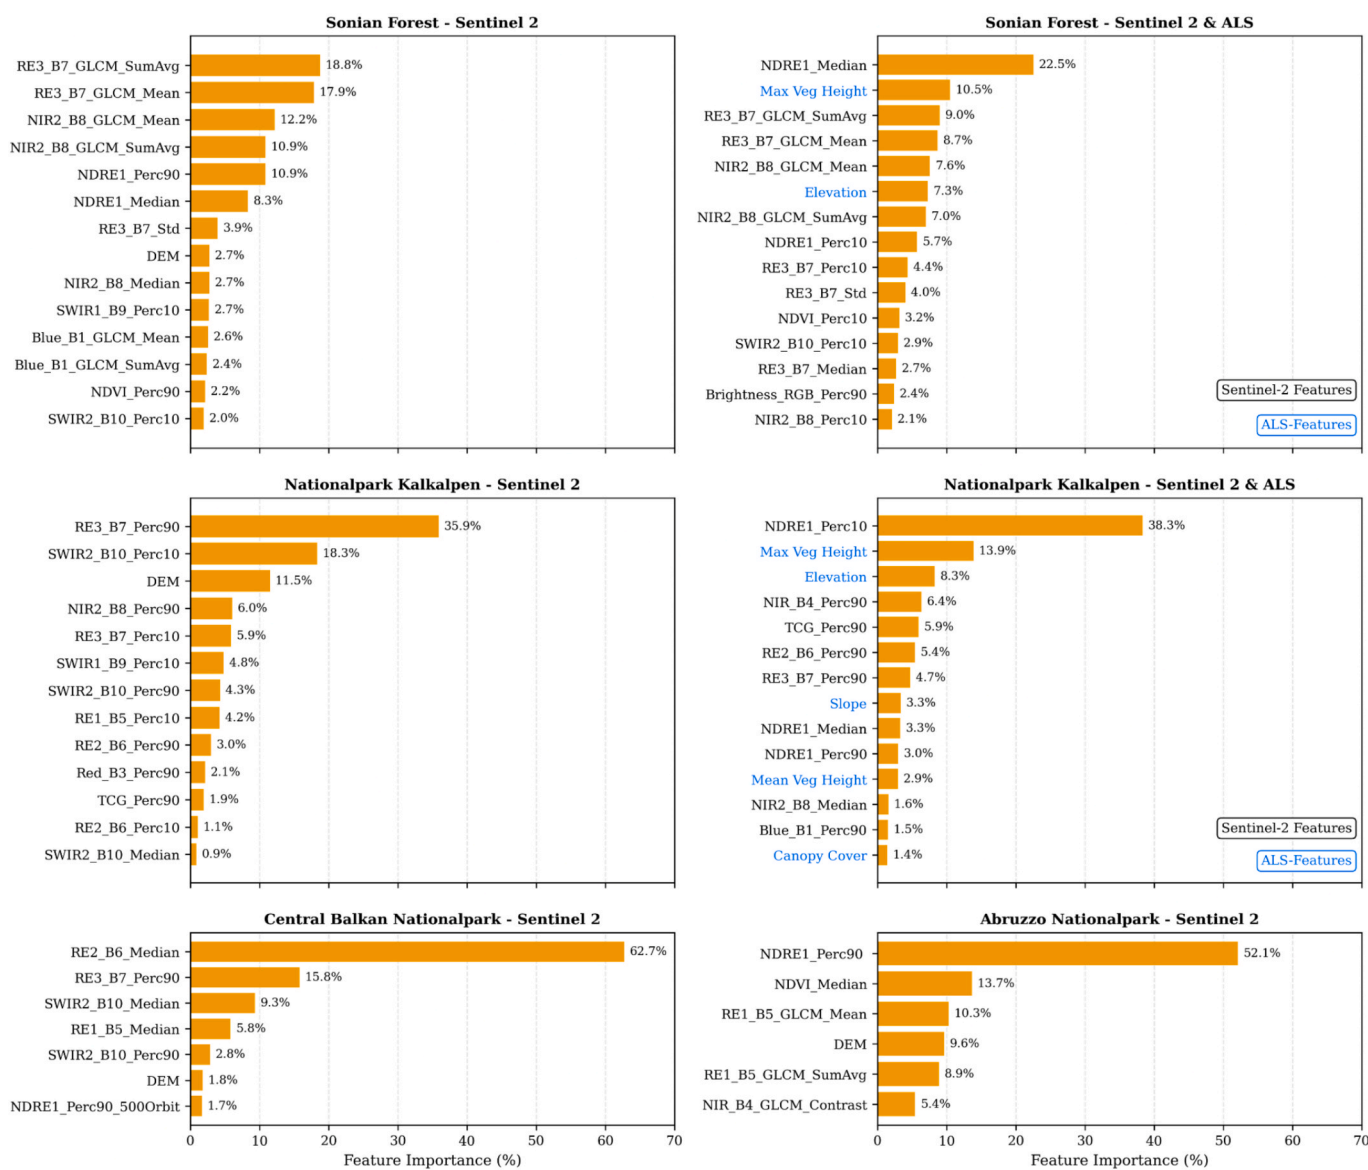 Sonian Forest - Sentinel 2
RE3_B7_GLCM_SumAvg 18.8%
RE3_B7_GLCM_Mean 17.9%
NIR2_B8_GLCM_Mean 12.2%
NIR2_B8_GLCM_SumAvg 10.9%
NDRE1_Perc90 10.9%
NDRE1_Median 8.3%
RE3_B7_Std 3.9%
DEM 2.7%
NIR2_B8_Median 2.7%
SWIR1_B9_Perc10 2.7%
Blue_B1_GLCM_Mean 2.6%
Blue_B1_GLCM_SumAvg 2.4%
NDVI_Perc90 2.2%
SWIR2_B10_Perc10 2.0%
Sonian Forest - Sentinel 2 & ALS
NDRE1_Median 22.5%
Max Veg Height 10.5%
RE3_B7_GLCM_SumAvg 9.0%
RE3_B7_GLCM_Mean 8.7%
NIR2_B8_GLCM_Mean 7.6%
Elevation 7.3%
NIR2_B8_GLCM_SumAvg 7.0%
NDRE1_Perc10 5.7%
RE3_B7_Perc10 4.4%
RE3_B7_Std 4.0%
NDVI_Perc10 3.2%
SWIR2_B10_Perc10 2.9%
RE3_B7_Median 2.7%
Brightness_RGB_Perc90 2.4%
NIR2_B8_Perc10 2.1%
Sentinel-2 Features
ALS-Features
Nationalpark Kalkalpen - Sentinel 2
RE3_B7_Perc90 35.9%
SWIR2_B10_Perc10 18.3%
DEM 11.5%
NIR2_B8_Perc90 6.0%
RE3_B7_Perc10 5.9%
SWIR1_B9_Perc10 4.8%
SWIR2_B10_Perc90 4.3%
RE1_B5_Perc10 4.2%
RE2_B6_Perc90 3.0%
Red_B3_Perc90 2.1%
TCG_Perc90 1.9%
RE2_B6_Perc10 1.1%
SWIR2_B10_Median 0.9%
Nationalpark Kalkalpen - Sentinel 2 & ALS
NDRE1_Perc10 38.3%
Max Veg Height 13.9%
Elevation 8.3%
NIR_B4_Perc90 6.4%
TCG_Perc90 5.9%
RE2_B6_Perc90 5.4%
RE3_B7_Perc90 4.7%
Slope 3.3%
NDRE1_Median 3.3%
NDRE1_Perc90 3.0%
Mean Veg Height 2.9%
NIR2_B8_Median 1.6%
Blue_B1_Perc90 1.5%
Canopy Cover 1.4%
Sentinel-2 Features
ALS-Features
Central Balkan Nationalpark - Sentinel 2
RE2_B6_Median 62.7%
RE3_B7_Perc90 15.8%
SWIR2_B10_Median 9.3%
RE1_B5_Median 5.8%
SWIR2_B10_Perc90 2.8%
DEM 1.8%
NDRE1_Perc90_500Orbit 1.7%
0 10 20 30 40 50 60 70
Feature Importance (%)
Abruzzo Nationalpark - Sentinel 2
NDRE1_Perc90 52.1%
NDVI_Median 13.7%
RE1_B5_GLCM_Mean 10.3%
DEM 9.6%
RE1_B5_GLCM_SumAvg 8.9%
NIR_B4_GLCM_Contrast 5.4%
0 10 20 30 40 50 60 70
Feature Importance (%)